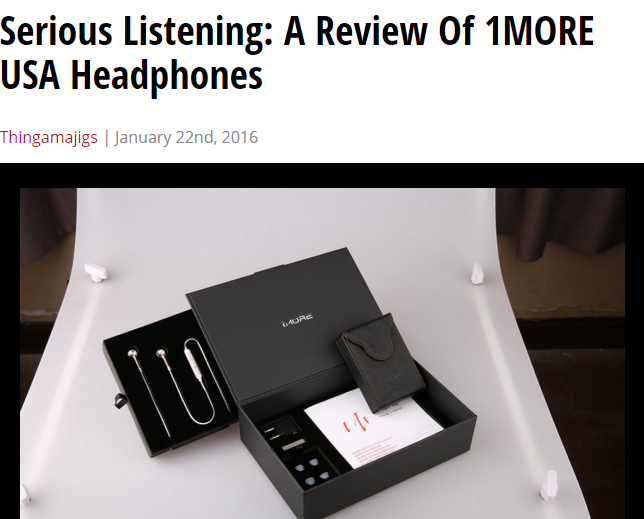 Serious Listening: A Review Of 1MORE
USA Headphones
Thingamajigs | January 22nd, 2016
1MORE